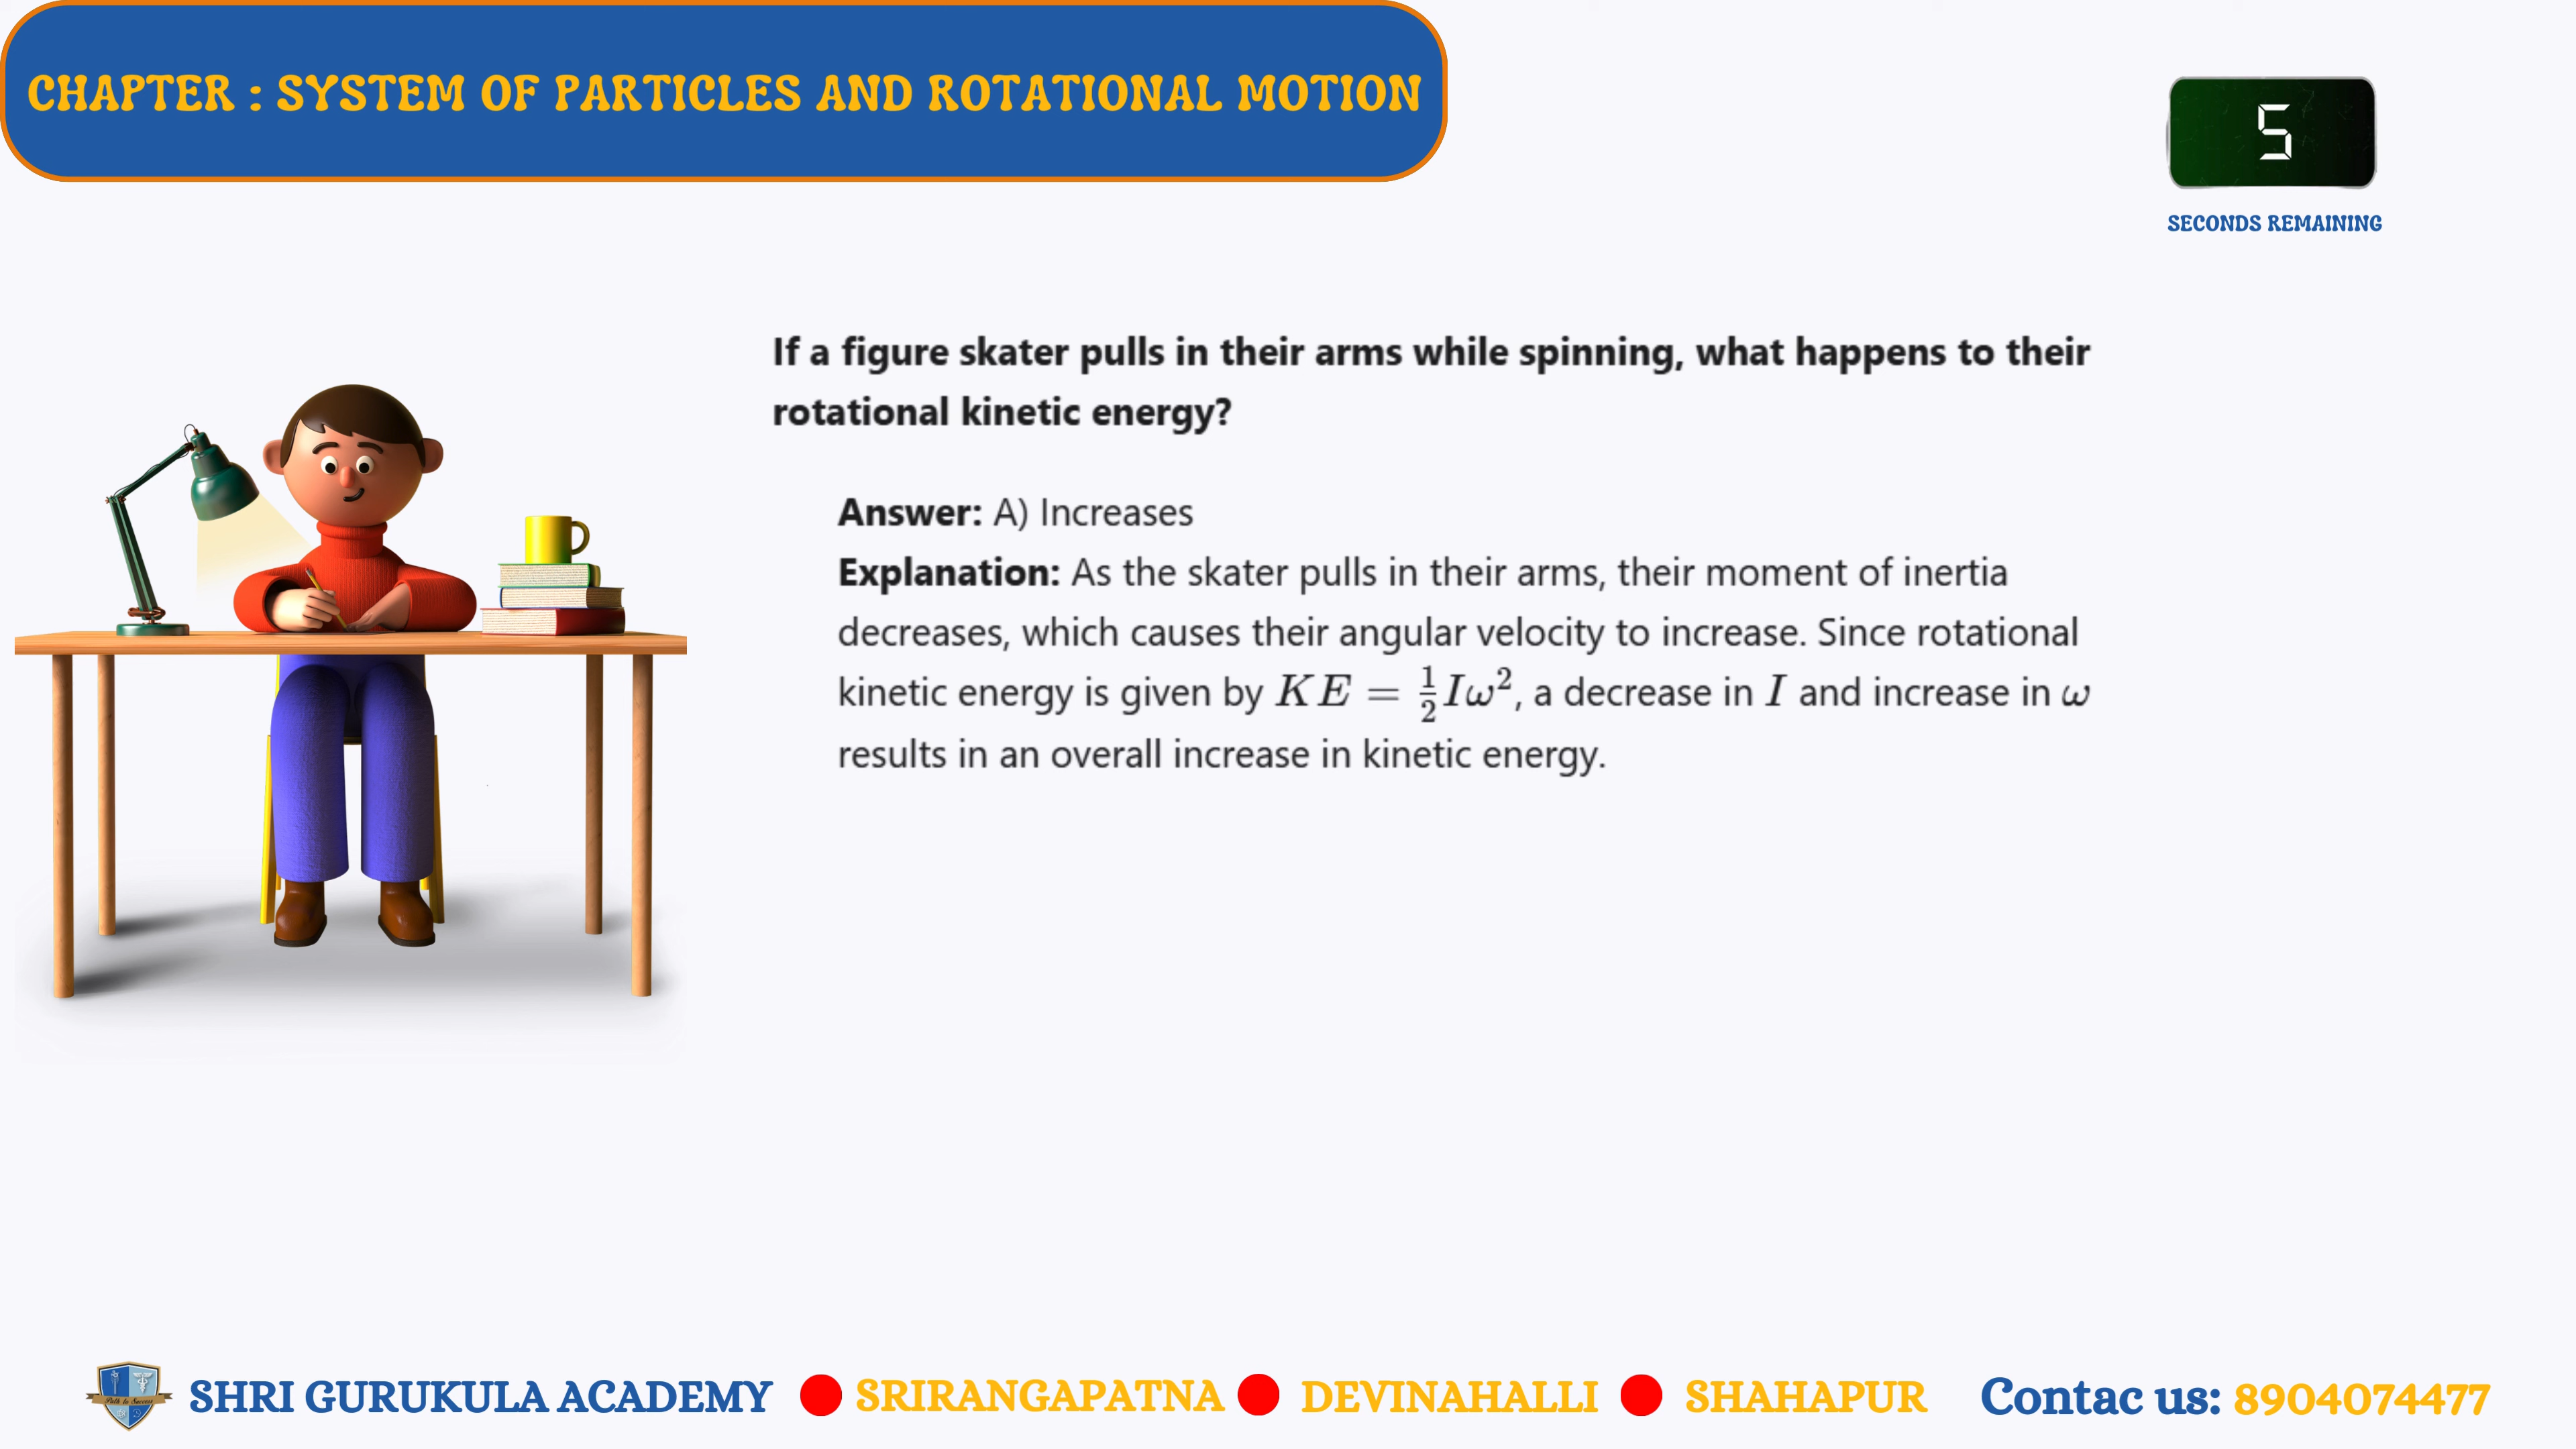 CHAPTER : SYSTEM OF PARTICLES AND ROTATIONAL MOTION
5
SECONDS REMAINING
If a figure skater pulls in their arms while spinning, what happens to their
rotational kinetic energy?
Answer: A) Increases
Explanation: As the skater pulls in their arms, their moment of inertia
decreases, which causes their angular velocity to increase. Since rotational
kinetic energy is given by KE = ½Iω², a decrease in I and increase in ω
results in an overall increase in kinetic energy.
SHRI GURUKULA ACADEMY SRIRANGAPATNA DEVINAHALLI SHAHAPUR Contac us: 8904074477